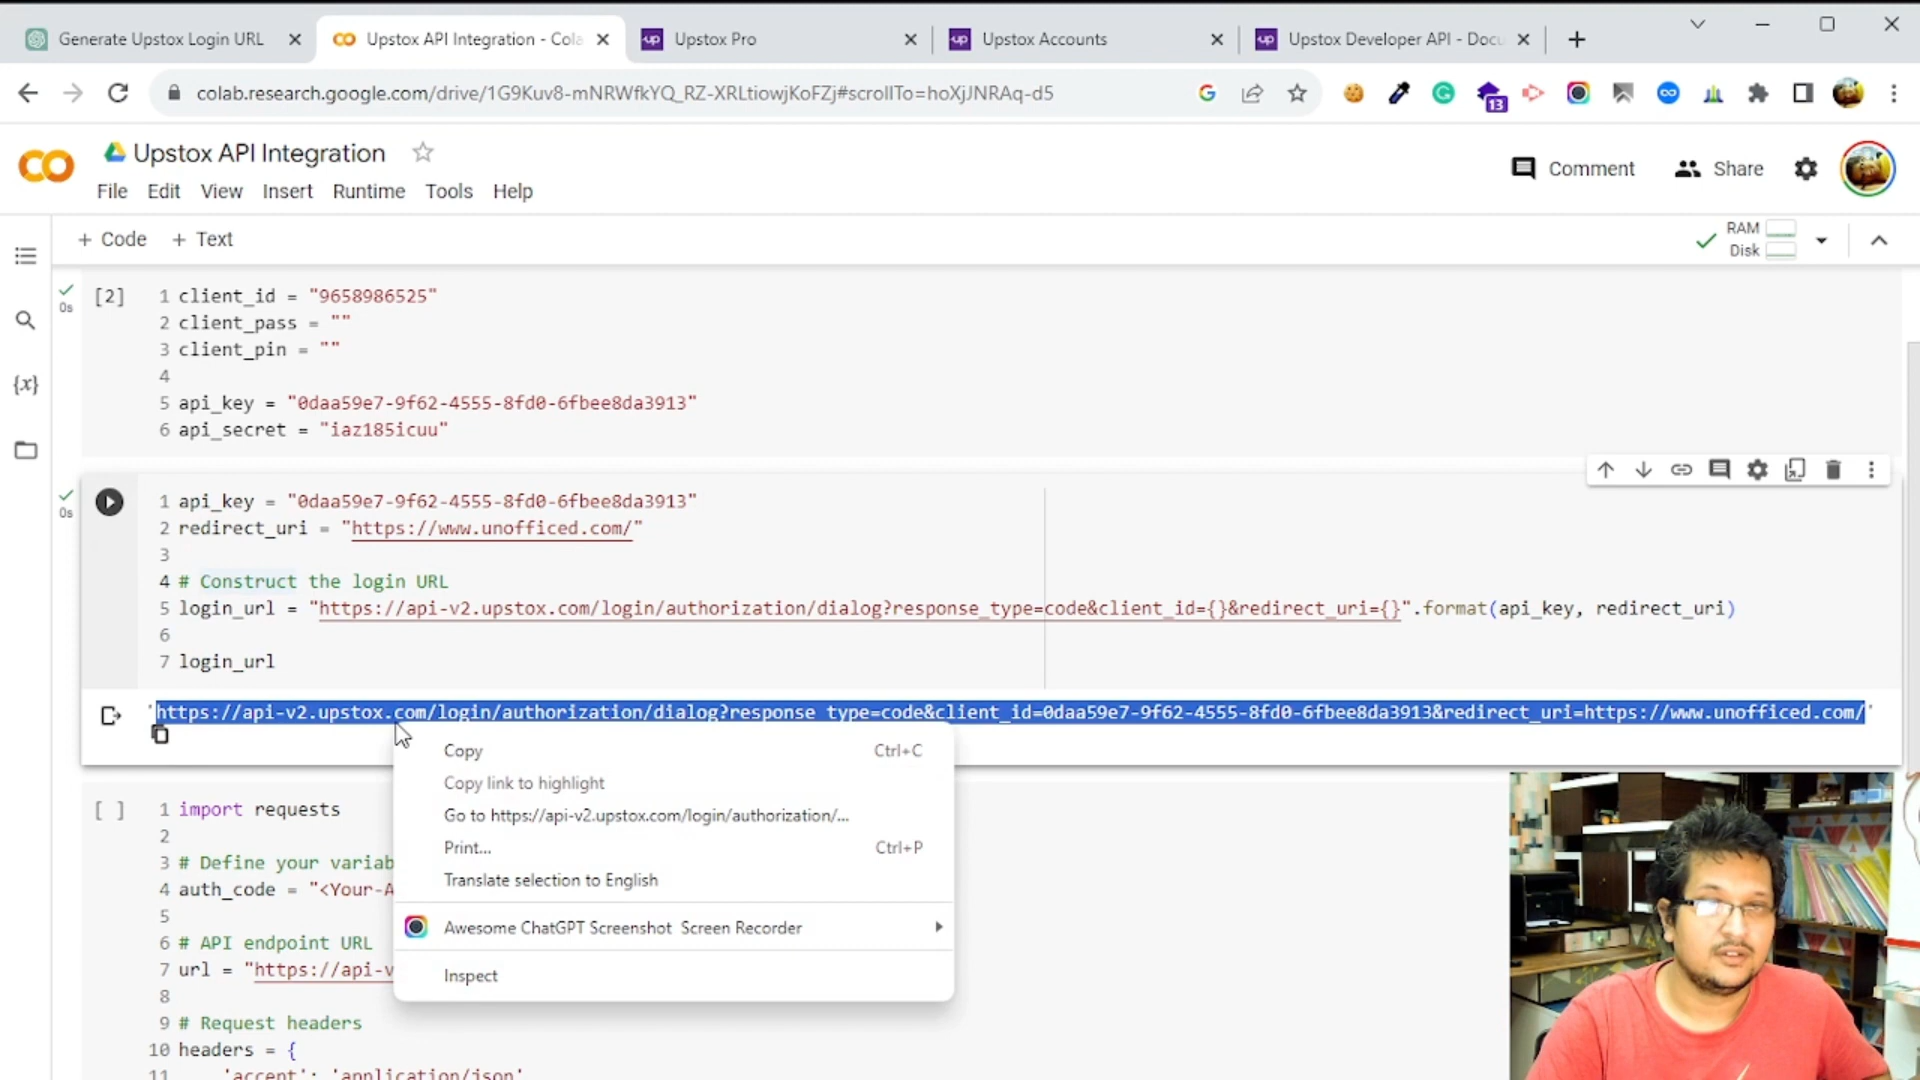 Generate Upstox Login URL
Upstox API Integration - Cola
Upstox Pro
Upstox Accounts
Upstox Developer API - Docu
colab.research.google.com/drive/1G9Kuv8-mNRWfkYQ_RZ-XRLtiowjKoFZj#scrollTo=hoXjJNRAq-d5
13
Upstox API Integration
File Edit View Insert Runtime Tools Help
Comment
Share
+ Code + Text
RAM
Disk
0s
[2]
1 client_id = "9658986525"
2 client_pass = ""
3 client_pin = ""
4
5 api_key = "0daa59e7-9f62-4555-8fd0-6fbee8da3913"
6 api_secret = "iaz185icuu"
0s
1 api_key = "0daa59e7-9f62-4555-8fd0-6fbee8da3913"
2 redirect_uri = "https://www.unofficed.com/"
3
4 # Construct the login URL
5 login_url = "https://api-v2.upstox.com/login/authorization/dialog?response_type=code&client_id={}&redirect_uri={}".format(api_key, redirect_uri)
6
7 login_url
'https://api-v2.upstox.com/login/authorization/dialog?response_type=code&client_id=0daa59e7-9f62-4555-8fd0-6fbee8da3913&redirect_uri=https://www.unofficed.com/'
Copy Ctrl+C
Copy link to highlight
Go to https://api-v2.upstox.com/login/authorization/...
Print... Ctrl+P
Translate selection to English
Awesome ChatGPT Screenshot Screen Recorder
Inspect
[ ]
1 import requests
2
3 # Define your variab
4 auth_code = "<Your-A
5
6 # API endpoint URL
7 url = "https://api-v
8
9 # Request headers
10 headers = {
11 'accept': 'application/json'